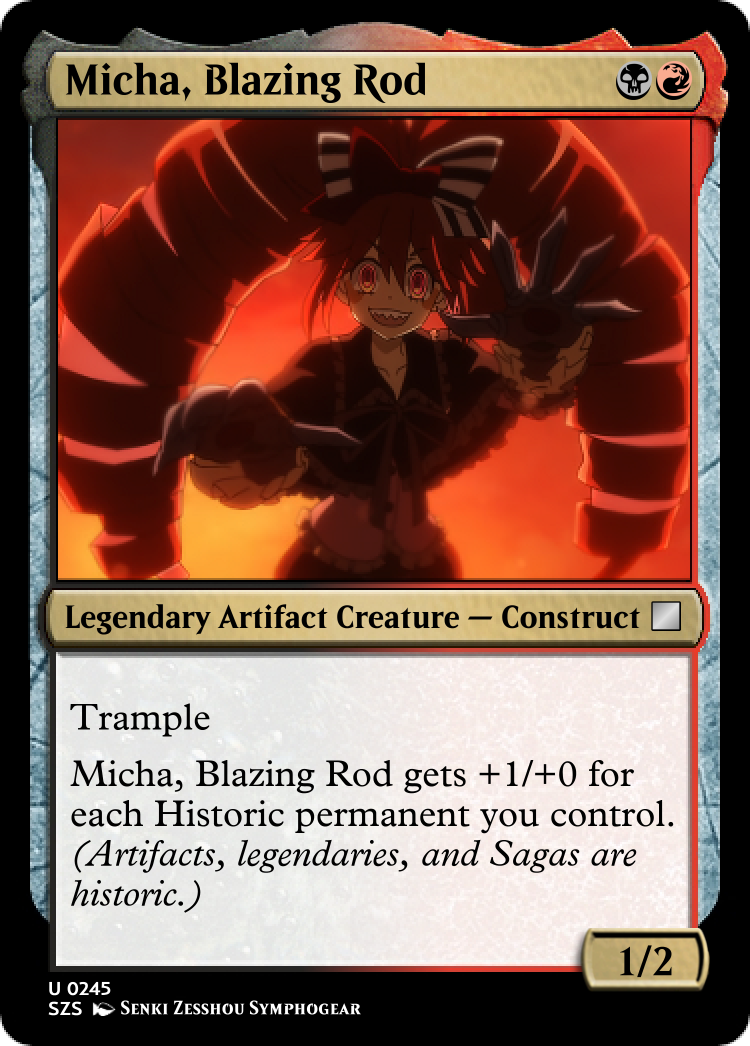 Micha, Blazing Rod
Legendary Artifact Creature — Construct
Trample
Micha, Blazing Rod gets +1/+0 for
each Historic permanent you control.
(Artifacts, legendaries, and Sagas are
historic.)
1/2
U 0245
SZS Senki Zesshou Symphogear